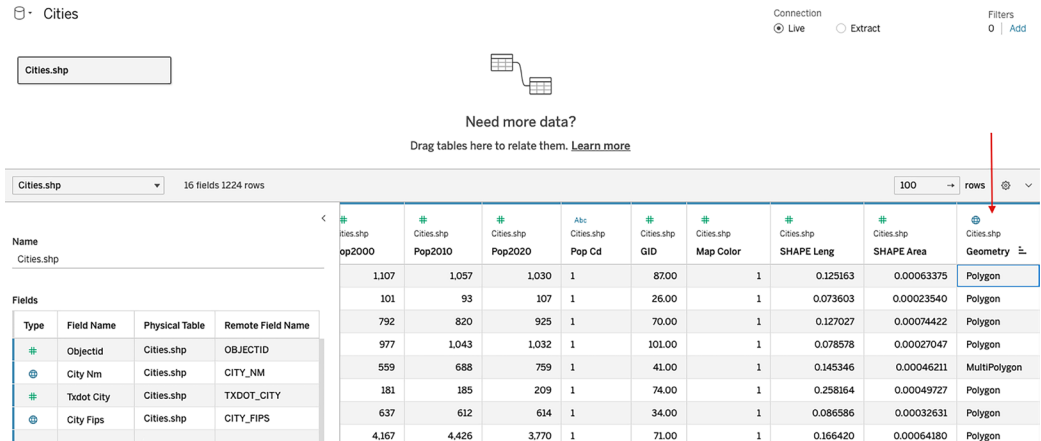 Cities
Connection
Live Extract
Filters
0 Add
Cities.shp
Need more data?
Drag tables here to relate them. Learn more
Cities.shp 16 fields 1224 rows 100 rows
Name
Cities.shp
Fields
Type Field Name Physical Table Remote Field Name
Objectid Cities.shp OBJECTID
City Nm Cities.shp CITY_NM
Txdot City Cities.shp TXDOT_CITY
City Fips Cities.shp CITY_FIPS
# # # Abc # # # #
ities.shp Cities.shp Cities.shp Cities.shp Cities.shp Cities.shp Cities.shp Cities.shp Cities.shp
op2000 Pop2010 Pop2020 Pop Cd GID Map Color SHAPE Leng SHAPE Area Geometry
1,107 1,057 1,030 1 87.00 1 0.125163 0.00063375 Polygon
101 93 107 1 26.00 1 0.073603 0.00023540 Polygon
792 820 925 1 70.00 1 0.127027 0.00074422 Polygon
977 1,043 1,032 1 101.00 1 0.078578 0.00027047 Polygon
559 688 759 1 41.00 1 0.145346 0.00046211 MultiPolygon
181 185 209 1 74.00 1 0.258164 0.00049727 Polygon
637 612 614 1 34.00 1 0.086586 0.00032631 Polygon
4,167 4,426 3,770 1 71.00 1 0.166420 0.00064180 Polygon